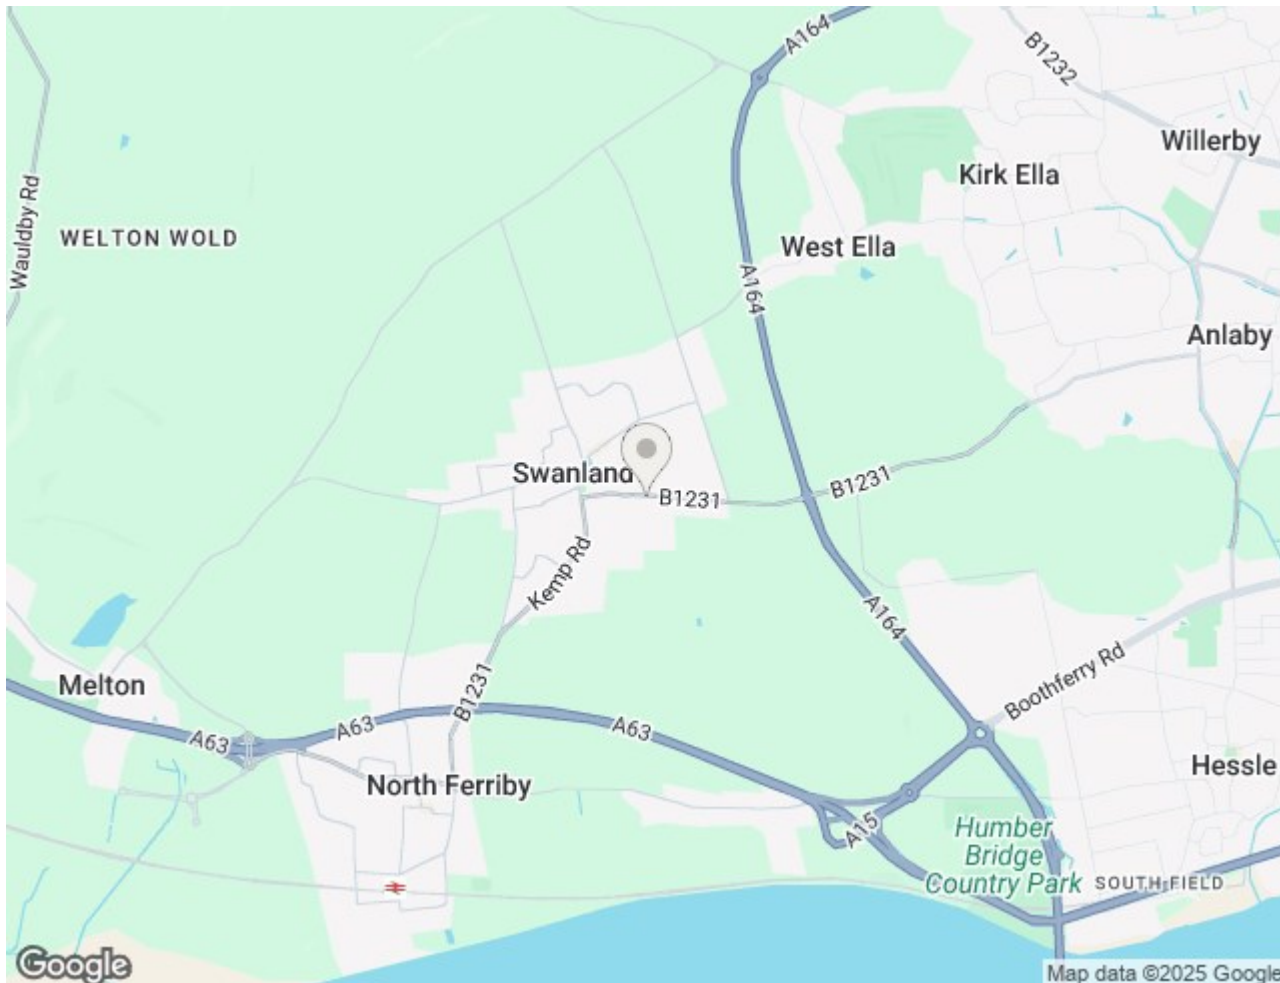 A164
B1232
Willerby
Kirk Ella
Wauldby Rd
WELTON WOLD
West Ella
A164
Anlaby
Swanland
B1231
B1231
Kemp Rd
A164
Boothferry Rd
Melton
B1231
A63
A63
A63
North Ferriby
Hessle
A15
Humber
Bridge
Country Park
SOUTH FIELD
Google
Map data ©2025 Google